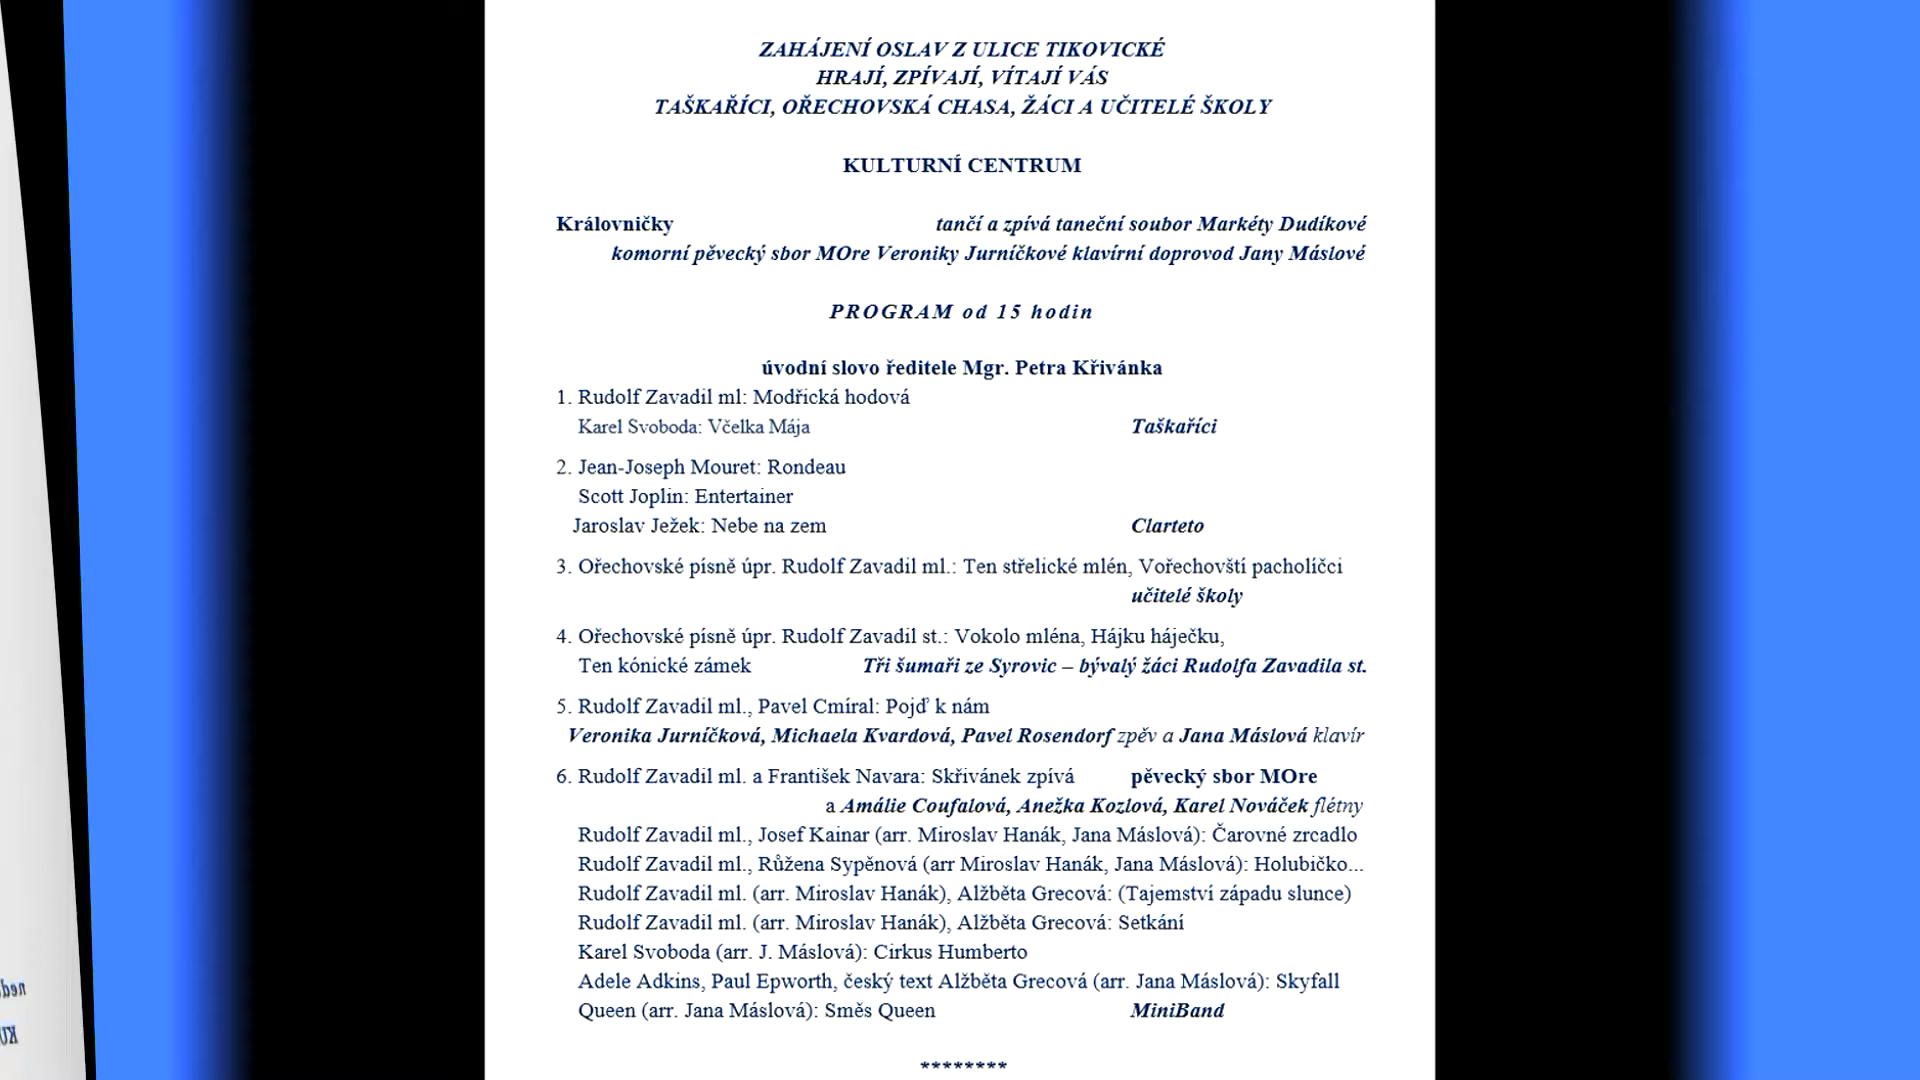 ZAHÁJENÍ OSLAV Z ULICE TIKOVICKÉ
HRAJÍ, ZPÍVAJÍ, VÍTAJÍ VÁS
TAŠKAŘÍCI, OŘECHOVSKÁ CHASA, ŽÁCI A UČITELÉ ŠKOLY
KULTURNÍ CENTRUM
Královničky tančí a zpívá taneční soubor Markéty Dudíkové
komorní pěvecký sbor MOre Veroniky Jurníčkové klavírní doprovod Jany Máslové
PROGRAM od 15 hodin
úvodní slovo ředitele Mgr. Petra Křivánka
1. Rudolf Zavadil ml: Modřická hodová
Karel Svoboda: Včelka Mája Taškaříci
2. Jean-Joseph Mouret: Rondeau
Scott Joplin: Entertainer
Jaroslav Ježek: Nebe na zem Clarteto
3. Ořechovské písně úpr. Rudolf Zavadil ml.: Ten střelické mlén, Vořechovští pacholíčci
učitelé školy
4. Ořechovské písně úpr. Rudolf Zavadil st.: Vokolo mléna, Hájku háječku,
Ten kónické zámek Tři šumaři ze Syrovic – bývalý žáci Rudolfa Zavadila st.
5. Rudolf Zavadil ml., Pavel Cmíral: Pojď k nám
Veronika Jurníčková, Michaela Kvardová, Pavel Rosendorf zpěv a Jana Máslová klavír
6. Rudolf Zavadil ml. a František Navara: Skřivánek zpívá pěvecký sbor MOre
a Amálie Coufalová, Anežka Kozlová, Karel Nováček flétny
Rudolf Zavadil ml., Josef Kainar (arr. Miroslav Hanák, Jana Máslová): Čarovné zrcadlo
Rudolf Zavadil ml., Růžena Sypěnová (arr Miroslav Hanák, Jana Máslová): Holubičko...
Rudolf Zavadil ml. (arr. Miroslav Hanák), Alžběta Grecová: (Tajemství západu slunce)
Rudolf Zavadil ml. (arr. Miroslav Hanák), Alžběta Grecová: Setkání
Karel Svoboda (arr. J. Máslová): Cirkus Humberto
Adele Adkins, Paul Epworth, český text Alžběta Grecová (arr. Jana Máslová): Skyfall
Queen (arr. Jana Máslová): Směs Queen MiniBand
********